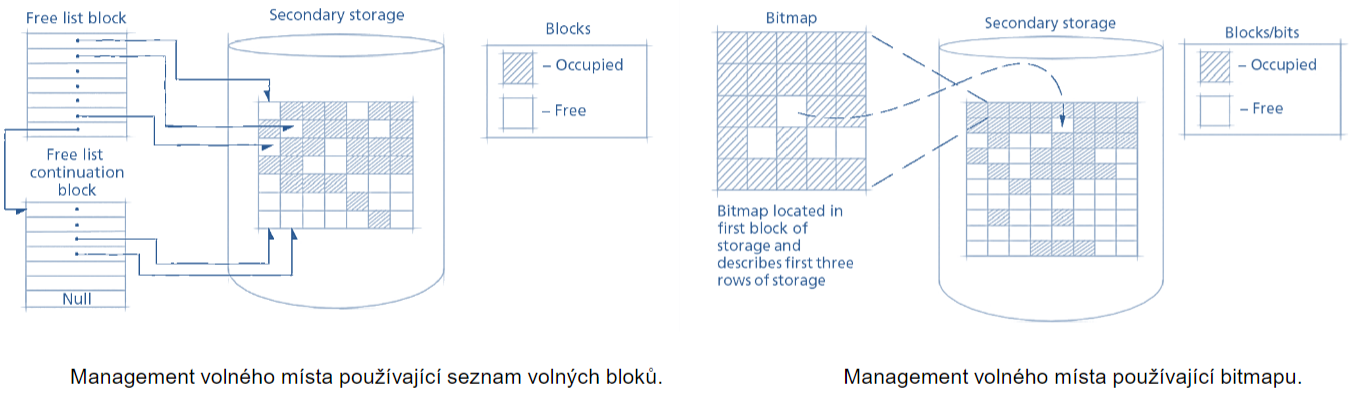 Free list block
Secondary storage
Blocks
– Occupied
– Free
Free list
continuation
block
Null
Management volného místa používající seznam volných bloků.
Bitmap
Secondary storage
Blocks/bits
– Occupied
– Free
Bitmap located in
first block of
storage and
describes first three
rows of storage
Management volného místa používající bitmapu.